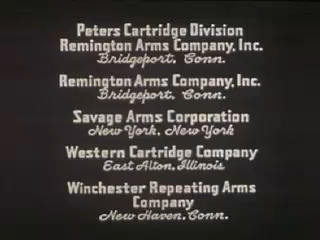 Peters Cartridge Division
Remington Arms Company, Inc.
Bridgeport, Conn.
Remington Arms Company, Inc.
Bridgeport, Conn.
Savage Arms Corporation
New York, New York
Western Cartridge Company
East Alton, Illinois
Winchester Repeating Arms
Company
New Haven, Conn.